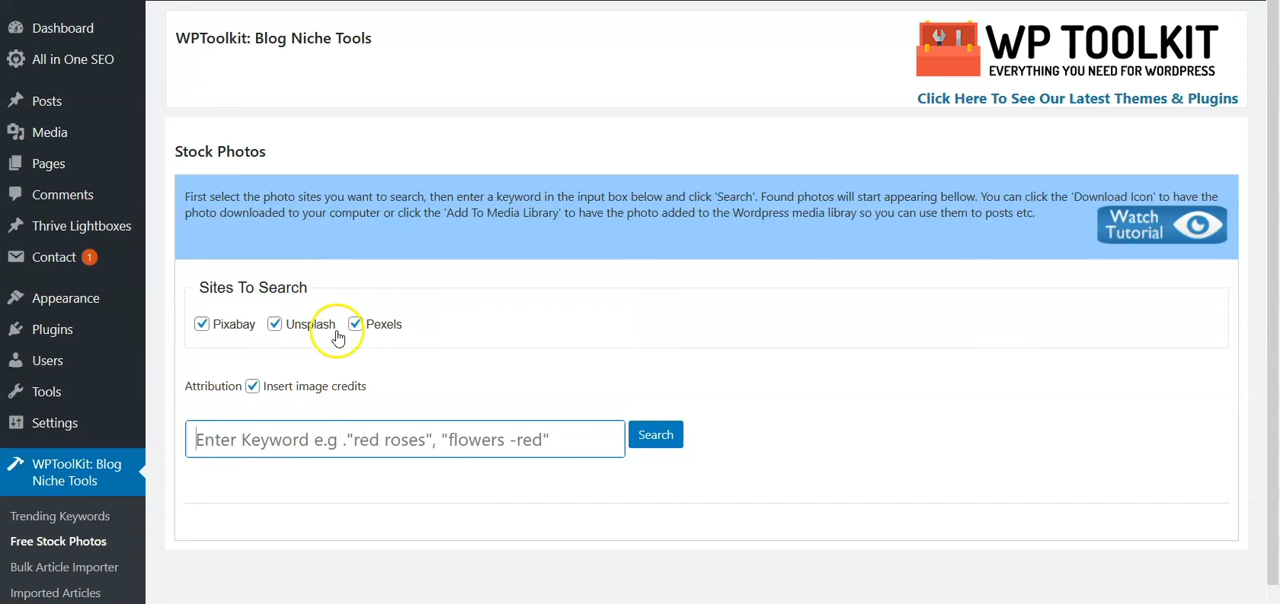 Dashboard
All in One SEO
Posts
Media
Pages
Comments
Thrive Lightboxes
Contact 1
Appearance
Plugins
Users
Tools
Settings
WPToolKit: Blog
Niche Tools
Trending Keywords
Free Stock Photos
Bulk Article Importer
Imported Articles
WPToolkit: Blog Niche Tools
WP TOOLKIT
EVERYTHING YOU NEED FOR WORDPRESS
Click Here To See Our Latest Themes & Plugins
Stock Photos
First select the photo sites you want to search, then enter a keyword in the input box below and click 'Search'. Found photos will start appearing bellow. You can click the 'Download Icon' to have the
photo downloaded to your computer or click the 'Add To Media Library' to have the photo added to the Wordpress media libray so you can use them to posts etc.
Watch
Tutorial
Sites To Search
Pixabay Unsplash Pexels
Attribution Insert image credits
Enter Keyword e.g ."red roses", "flowers -red"
Search